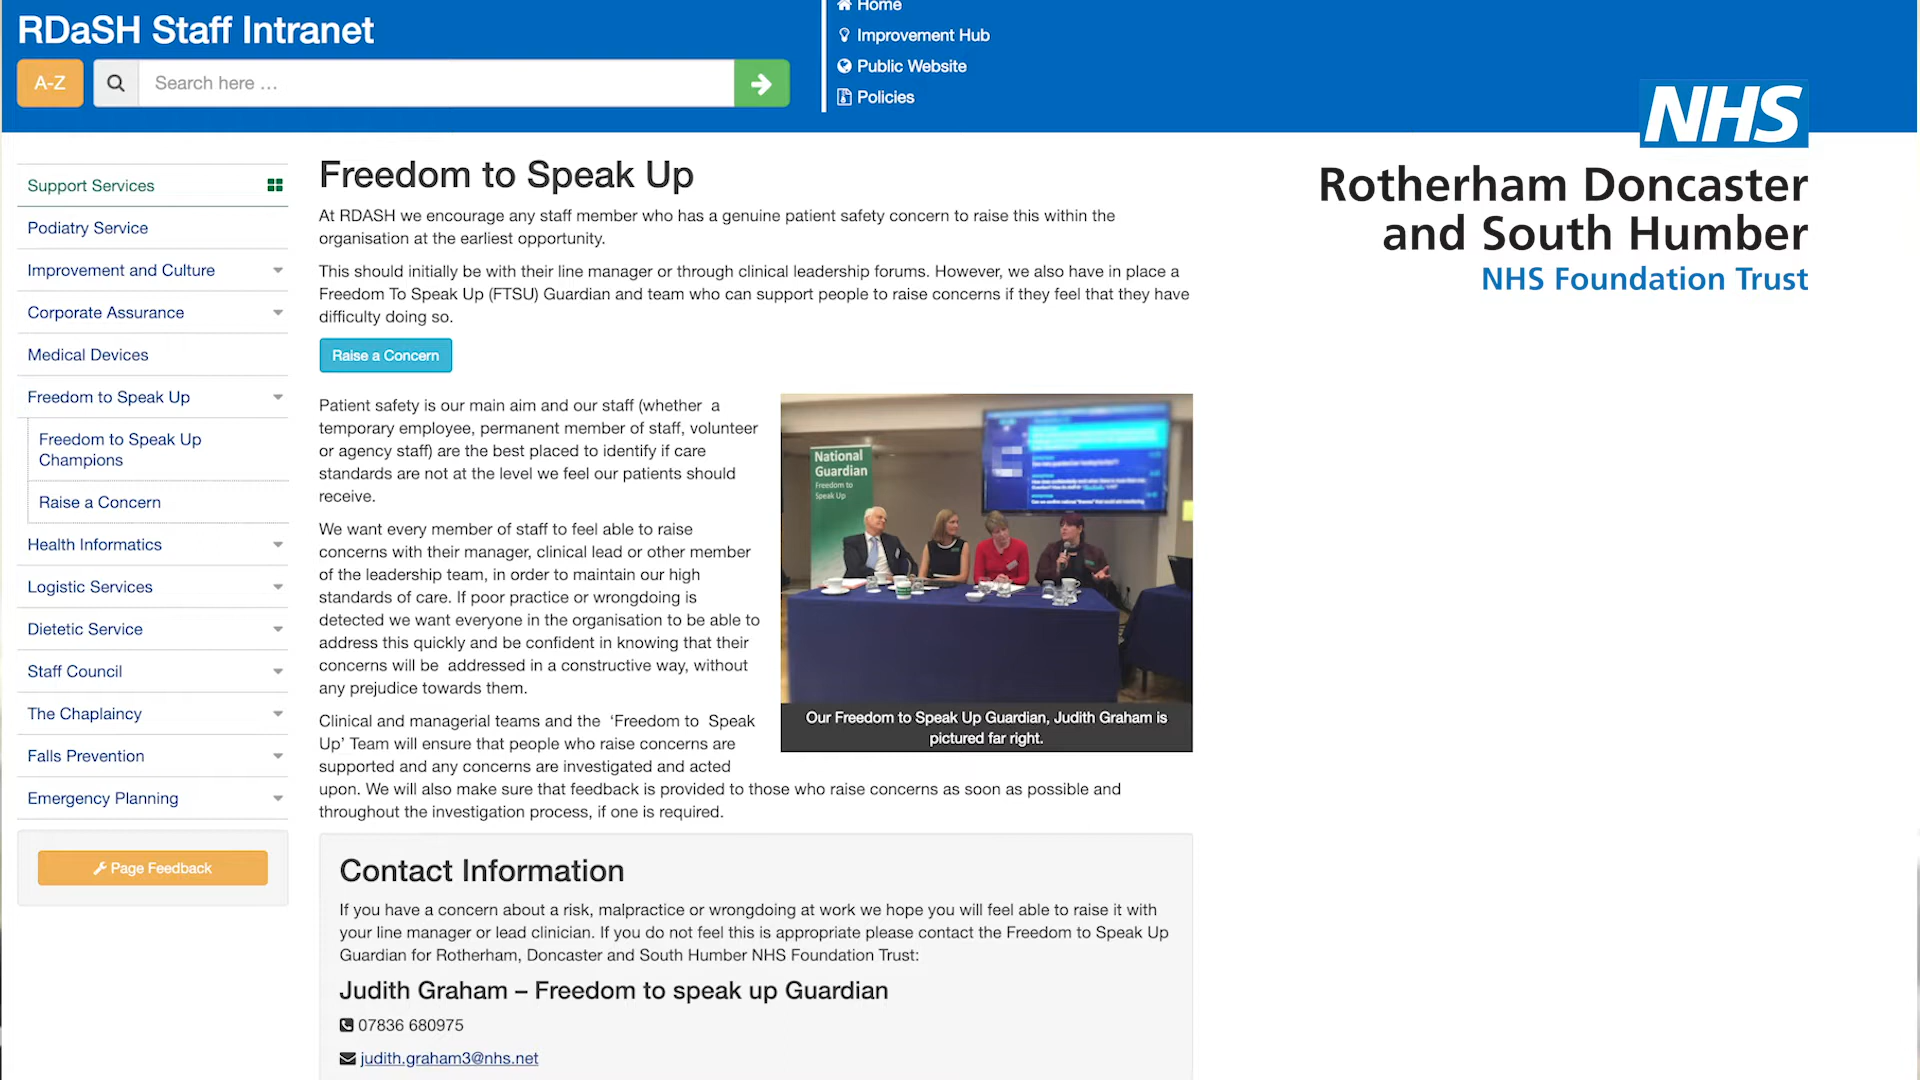 RDaSH Staff Intranet
A-Z
Search here ...
Home
Improvement Hub
Public Website
Policies
NHS
Rotherham Doncaster
and South Humber
NHS Foundation Trust
Support Services
Podiatry Service
Improvement and Culture
Corporate Assurance
Medical Devices
Freedom to Speak Up
Freedom to Speak Up
Champions
Raise a Concern
Health Informatics
Logistic Services
Dietetic Service
Staff Council
The Chaplaincy
Falls Prevention
Emergency Planning
Page Feedback
Freedom to Speak Up
At RDASH we encourage any staff member who has a genuine patient safety concern to raise this within the
organisation at the earliest opportunity.
This should initially be with their line manager or through clinical leadership forums. However, we also have in place a
Freedom To Speak Up (FTSU) Guardian and team who can support people to raise concerns if they feel that they have
difficulty doing so.
Raise a Concern
Patient safety is our main aim and our staff (whether a
temporary employee, permanent member of staff, volunteer
or agency staff) are the best placed to identify if care
standards are not at the level we feel our patients should
receive.
We want every member of staff to feel able to raise
concerns with their manager, clinical lead or other member
of the leadership team, in order to maintain our high
standards of care. If poor practice or wrongdoing is
detected we want everyone in the organisation to be able to
address this quickly and be confident in knowing that their
concerns will be addressed in a constructive way, without
any prejudice towards them.
Clinical and managerial teams and the ‘Freedom to Speak
Up’ Team will ensure that people who raise concerns are
supported and any concerns are investigated and acted
upon. We will also make sure that feedback is provided to those who raise concerns as soon as possible and
throughout the investigation process, if one is required.
National
Guardian
Freedom to
Speak Up
Our Freedom to Speak Up Guardian, Judith Graham is
pictured far right.
Contact Information
If you have a concern about a risk, malpractice or wrongdoing at work we hope you will feel able to raise it with
your line manager or lead clinician. If you do not feel this is appropriate please contact the Freedom to Speak Up
Guardian for Rotherham, Doncaster and South Humber NHS Foundation Trust:
Judith Graham – Freedom to speak up Guardian
07836 680975
judith.graham3@nhs.net